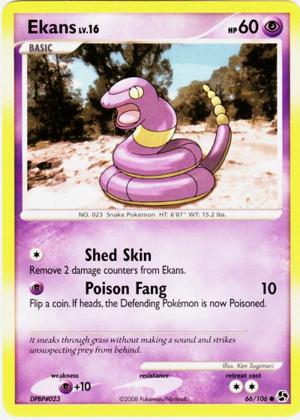 Ekans LV.16 HP 60
BASIC
NO. 023 Snake Pokémon HT: 6'07" WT: 15.2 lbs.
Shed Skin
Remove 2 damage counters from Ekans.
Poison Fang 10
Flip a coin. If heads, the Defending Pokémon is now Poisoned.
It sneaks through grass without making a sound and strikes
unsuspecting prey from behind.
Illus. Ken Sugimori
weakness resistance retreat cost
+10
DPBP#023 ©2008 Pokémon/Nintendo 66/106